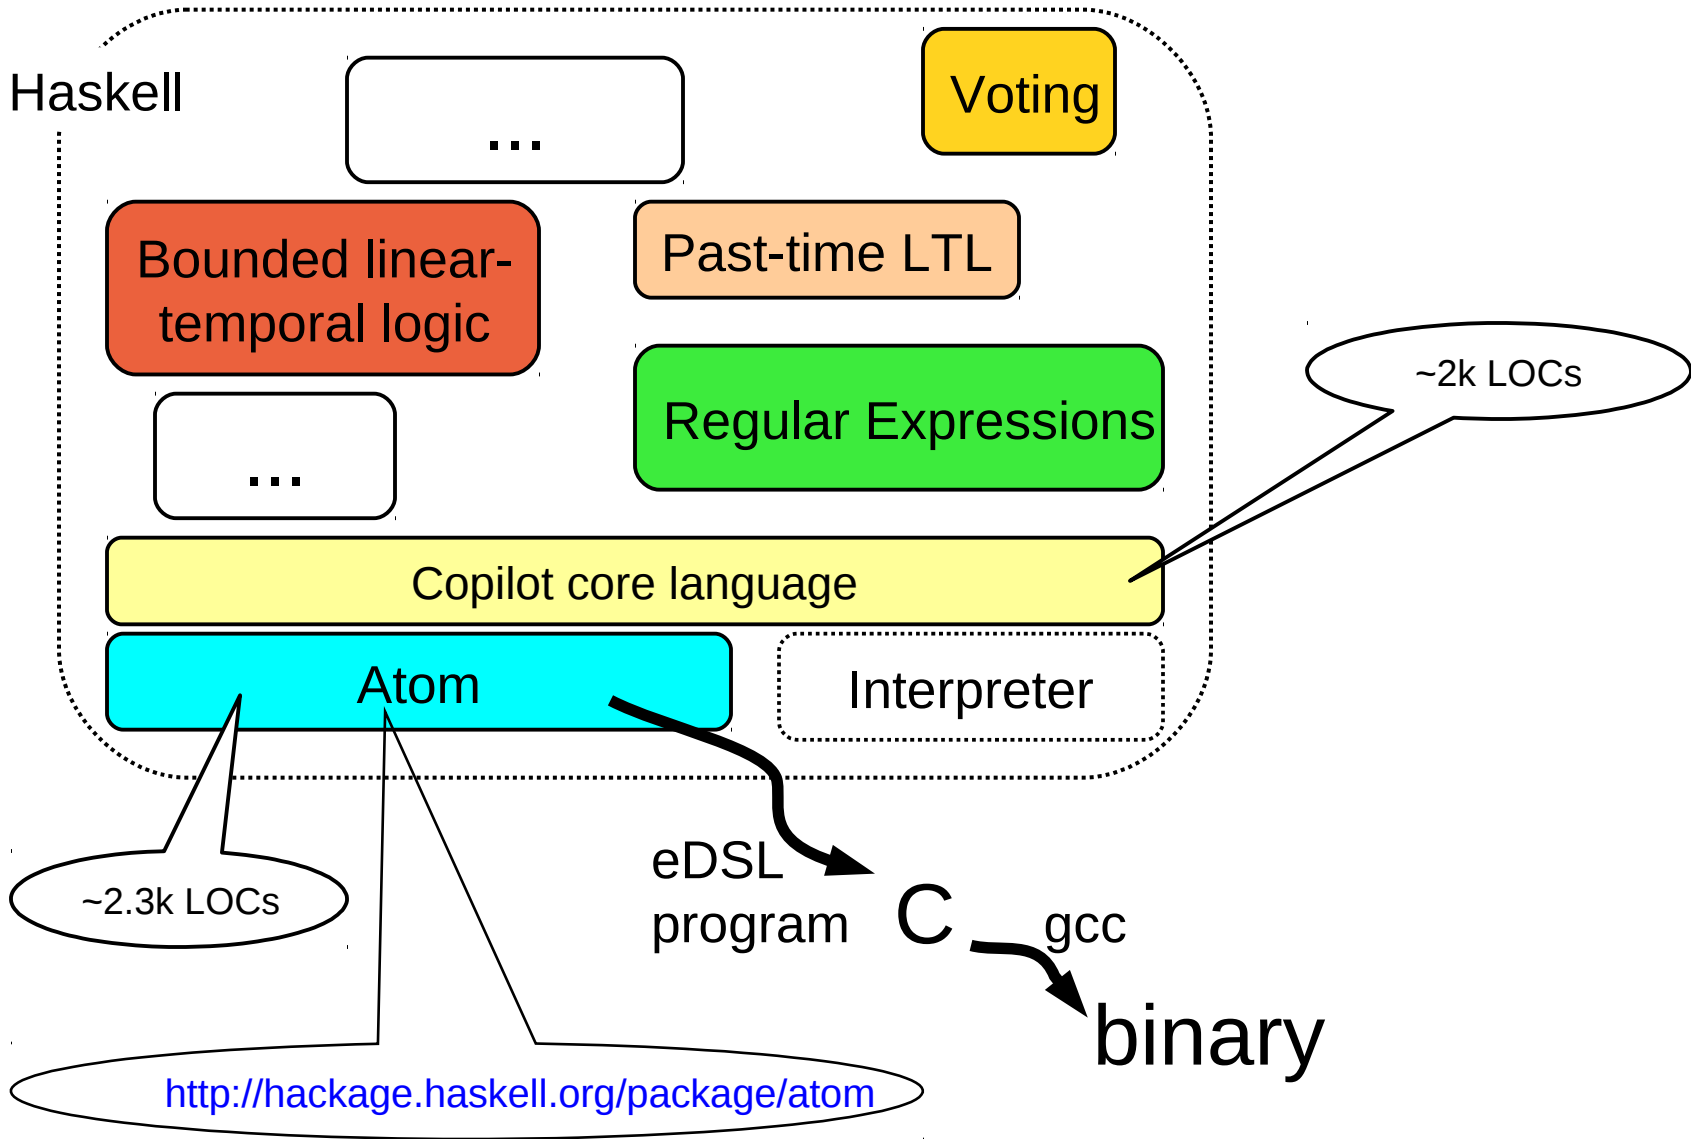 Haskell
...
Voting
Bounded linear-
temporal logic
Past-time LTL
~2k LOCs
Regular Expressions
...
Copilot core language
Atom
Interpreter
~2.3k LOCs
eDSL
program
C
gcc
binary
http://hackage.haskell.org/package/atom